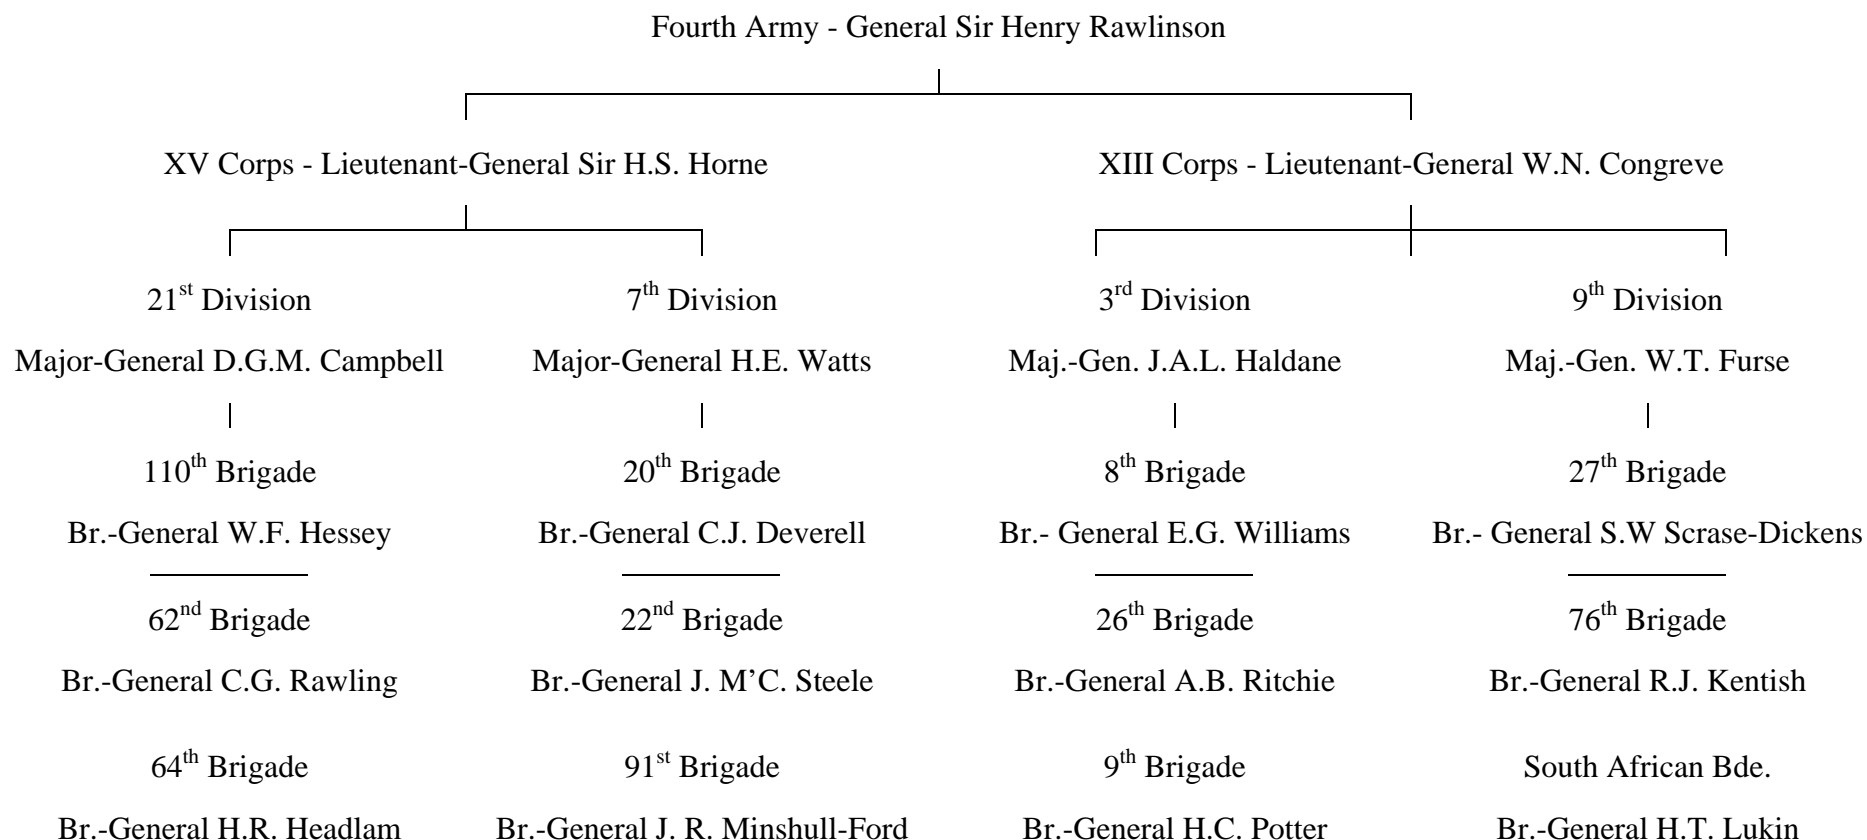 Fourth Army - General Sir Henry Rawlinson
XV Corps - Lieutenant-General Sir H.S. Horne
XIII Corps - Lieutenant-General W.N. Congreve
21st Division
7th Division
3rd Division
9th Division
Major-General D.G.M. Campbell
Major-General H.E. Watts
Maj.-Gen. J.A.L. Haldane
Maj.-Gen. W.T. Furse
110th Brigade
20th Brigade
8th Brigade
27th Brigade
Br.-General W.F. Hessey
Br.-General C.J. Deverell
Br.- General E.G. Williams
Br.- General S.W Scrase-Dickens
62nd Brigade
22nd Brigade
26th Brigade
76th Brigade
Br.-General C.G. Rawling
Br.-General J. M’C. Steele
Br.-General A.B. Ritchie
Br.-General R.J. Kentish
64th Brigade
91st Brigade
9th Brigade
South African Bde.
Br.-General H.R. Headlam
Br.-General J. R. Minshull-Ford
Br.-General H.C. Potter
Br.-General H.T. Lukin